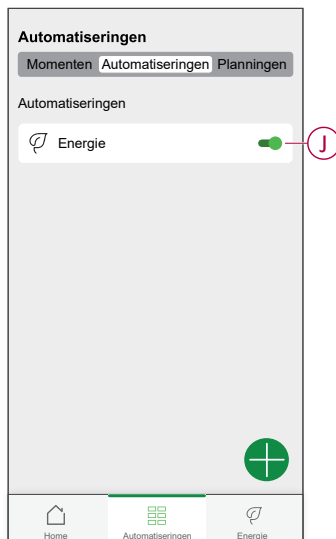 Automatiseringen
Momenten Automatiseringen Planningen
Automatiseringen
Energie
J
Home Automatiseringen Energie